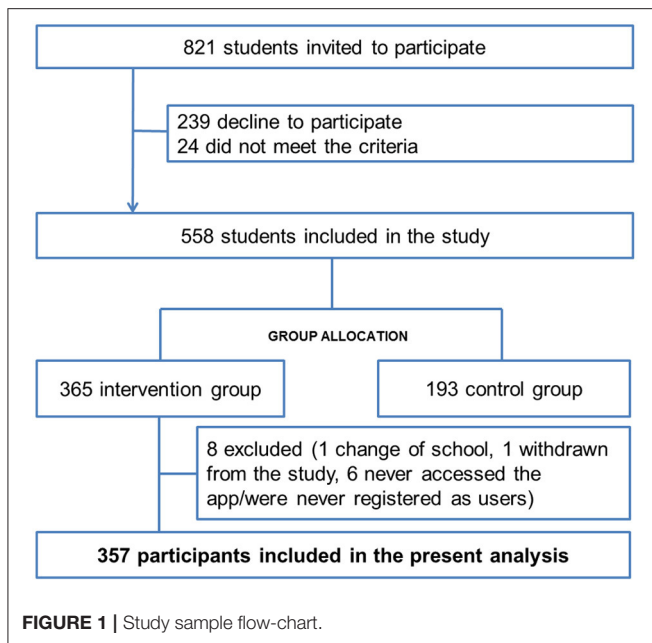 821 students invited to participate
239 decline to participate
24 did not meet the criteria
558 students included in the study
GROUP ALLOCATION
365 intervention group
193 control group
8 excluded (1 change of school, 1 withdrawn
from the study, 6 never accessed the
app/were never registered as users)
357 participants included in the present analysis
FIGURE 1 | Study sample flow-chart.